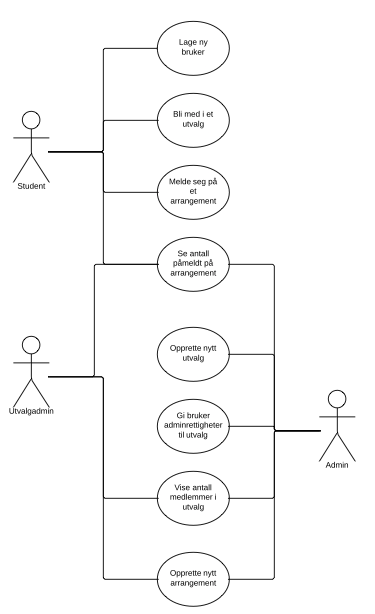 Lage ny
bruker
Bli med i et
utvalg
Melde seg på
et
arrangement
Student
Se antall
påmeldt på
arrangement
Opprette nytt
utvalg
Utvalgadmin
Gi bruker
adminrettigheter
til utvalg
Admin
Vise antall
medlemmer i
utvalg
Opprette nytt
arrangement